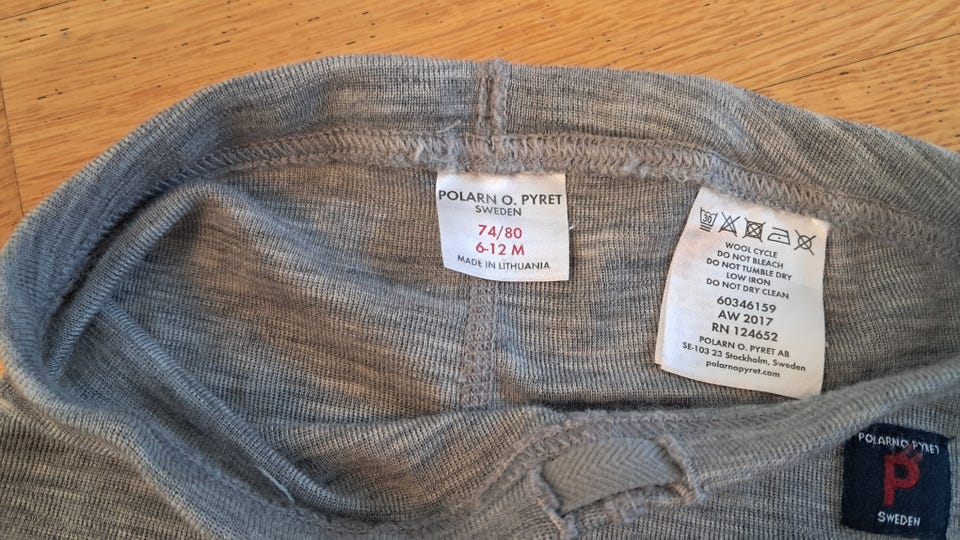 POLARN O. PYRET
SWEDEN
74/80
6-12 M
MADE IN LITHUANIA
30
WOOL CYCLE
DO NOT BLEACH
DO NOT TUMBLE DRY
LOW IRON
DO NOT DRY CLEAN
60346159
AW 2017
RN 124652
POLARN O. PYRET AB
SE-103 23 Stockholm, Sweden
polarnopyret.com
POLARN O. PYRET
P
SWEDEN